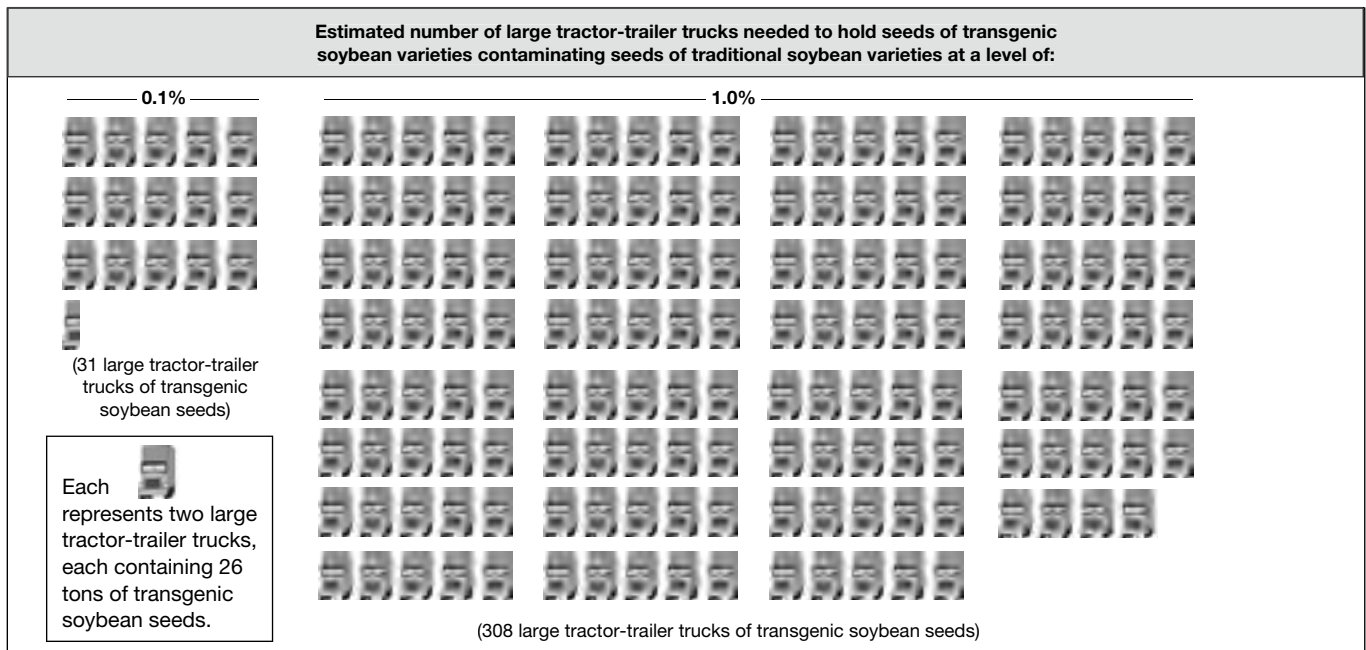 Estimated number of large tractor-trailer trucks needed to hold seeds of transgenic
soybean varieties contaminating seeds of traditional soybean varieties at a level of:
0.1%
1.0%
(31 large tractor-trailer
trucks of transgenic
soybean seeds)
Each
represents two large
tractor-trailer trucks,
each containing 26
tons of transgenic
soybean seeds.
(308 large tractor-trailer trucks of transgenic soybean seeds)